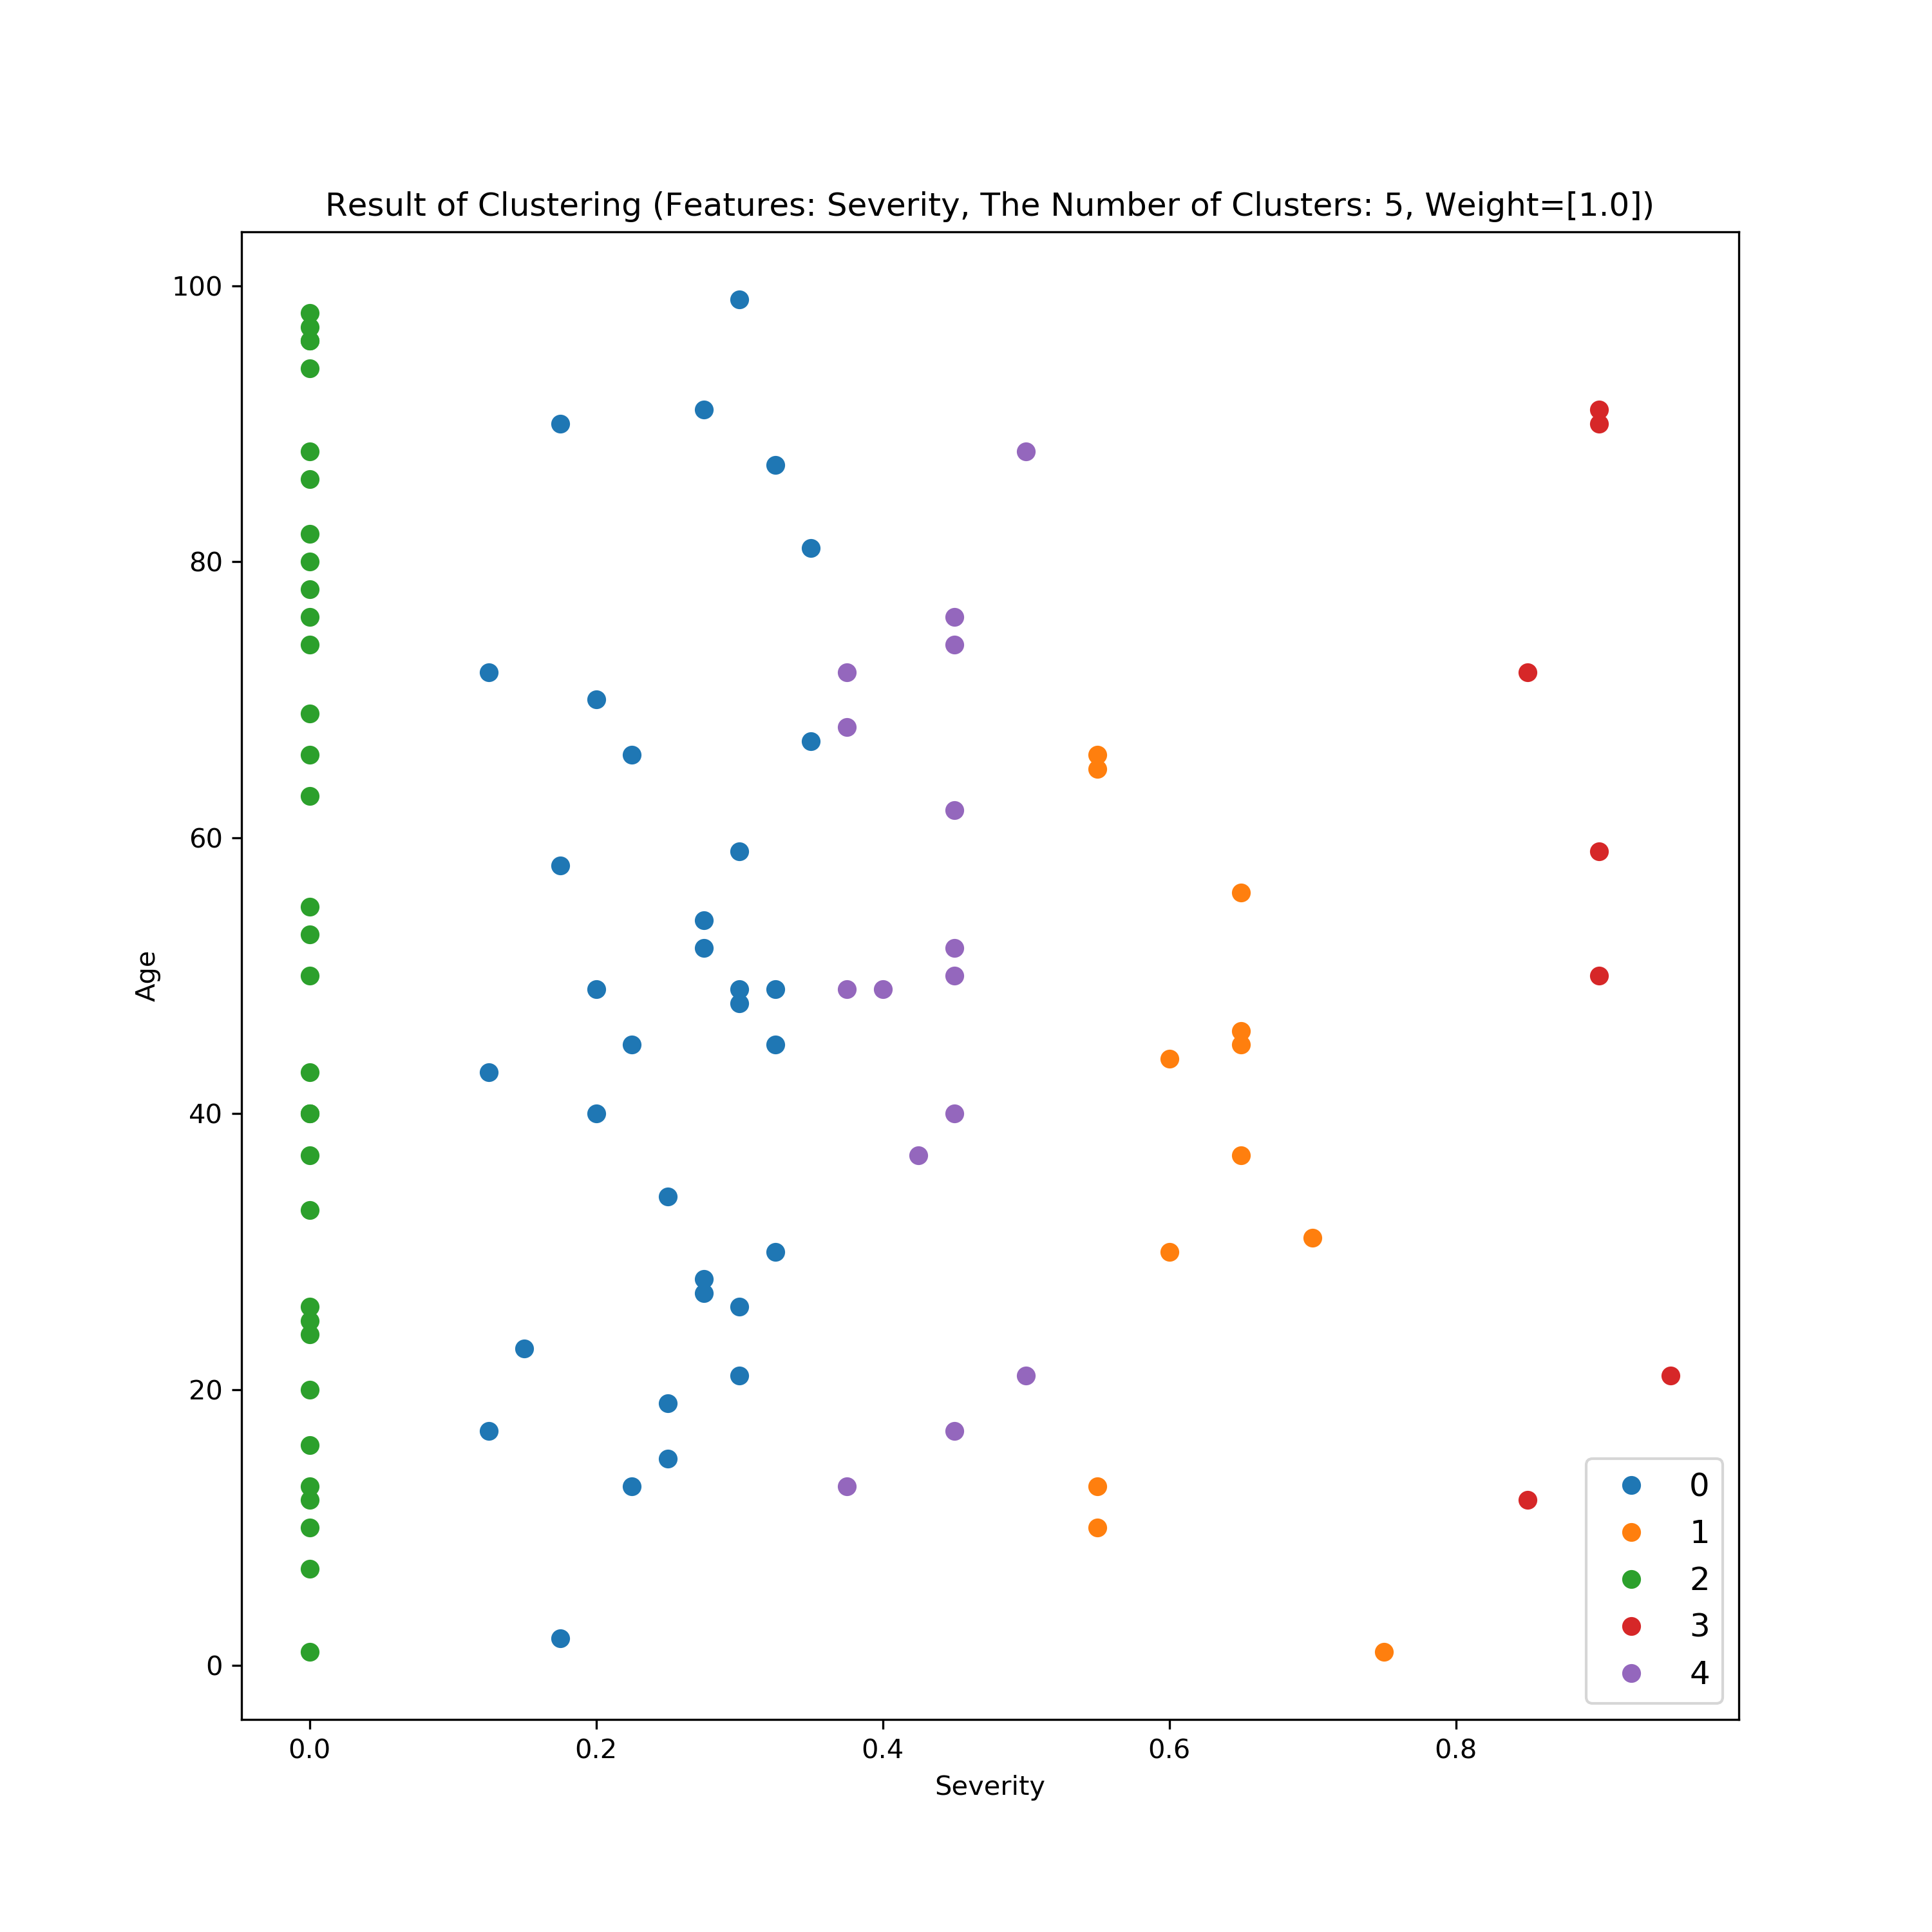 Result of Clustering (Features: Severity, The Number of Clusters: 5, Weight=[1.0])
100
80
60
40
20
0
Age
0.0 0.2 0.4 0.6 0.8
Severity
0
1
2
3
4